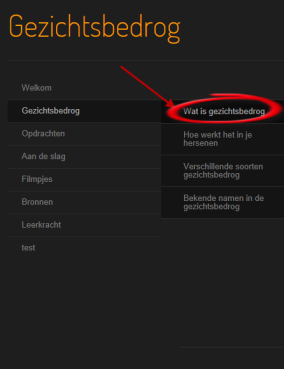 Gezichtsbedrog
Welkom
Gezichtsbedrog
Opdrachten
Aan de slag
Filmpjes
Bronnen
Leerkracht
test
Wat is gezichtsbedrog
Hoe werkt het in je
hersenen
Verschillende soorten
gezichtsbedrog
Bekende namen in de
gezichtsbedrog